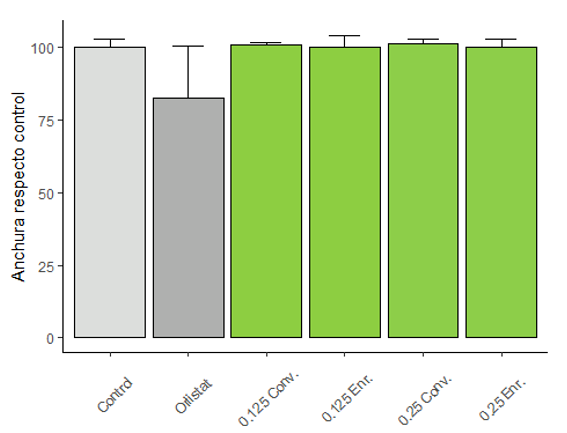 Anchura respecto control
100
75
50
25
0
Control
Orlistat
0,125 Conv.
0,125 Enr.
0,25 Conv.
0,25 Enr.